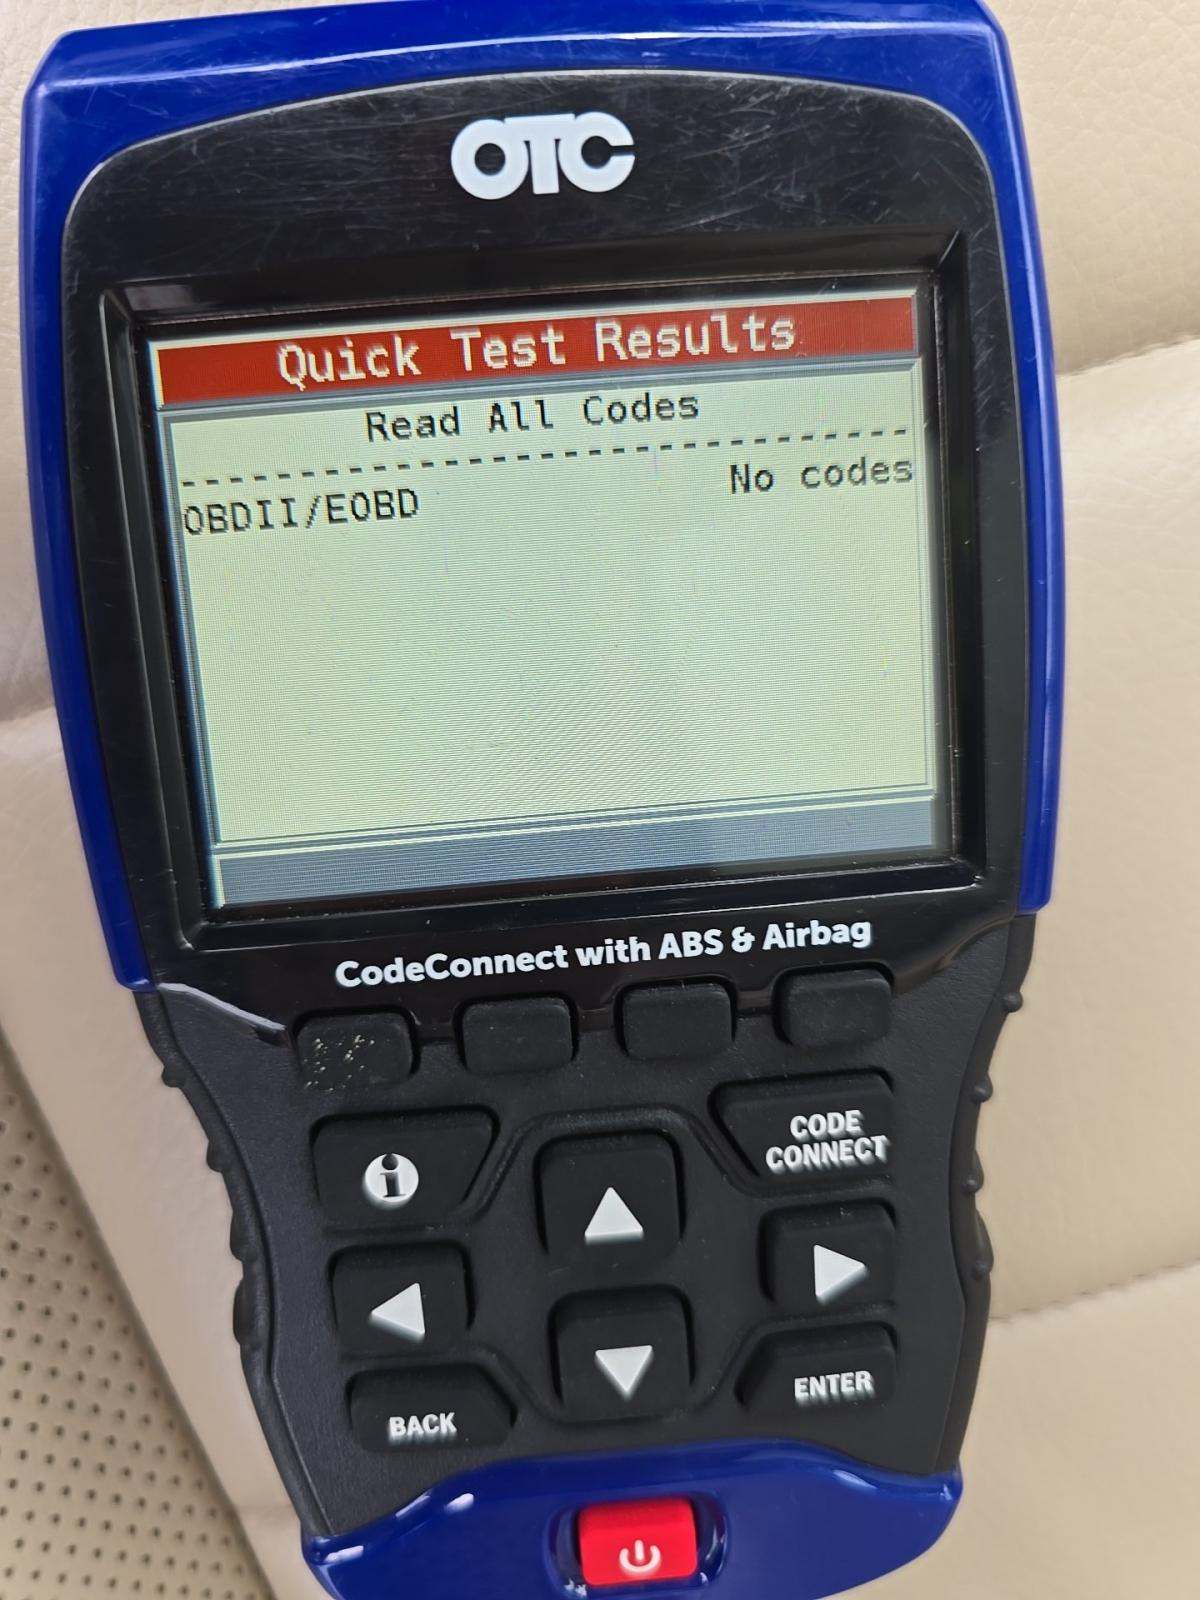 OTC
Quick Test Results
Read All Codes
--------------------------------
OBDII/EOBD No codes
CodeConnect with ABS & Airbag
i
CODE
CONNECT
BACK
ENTER